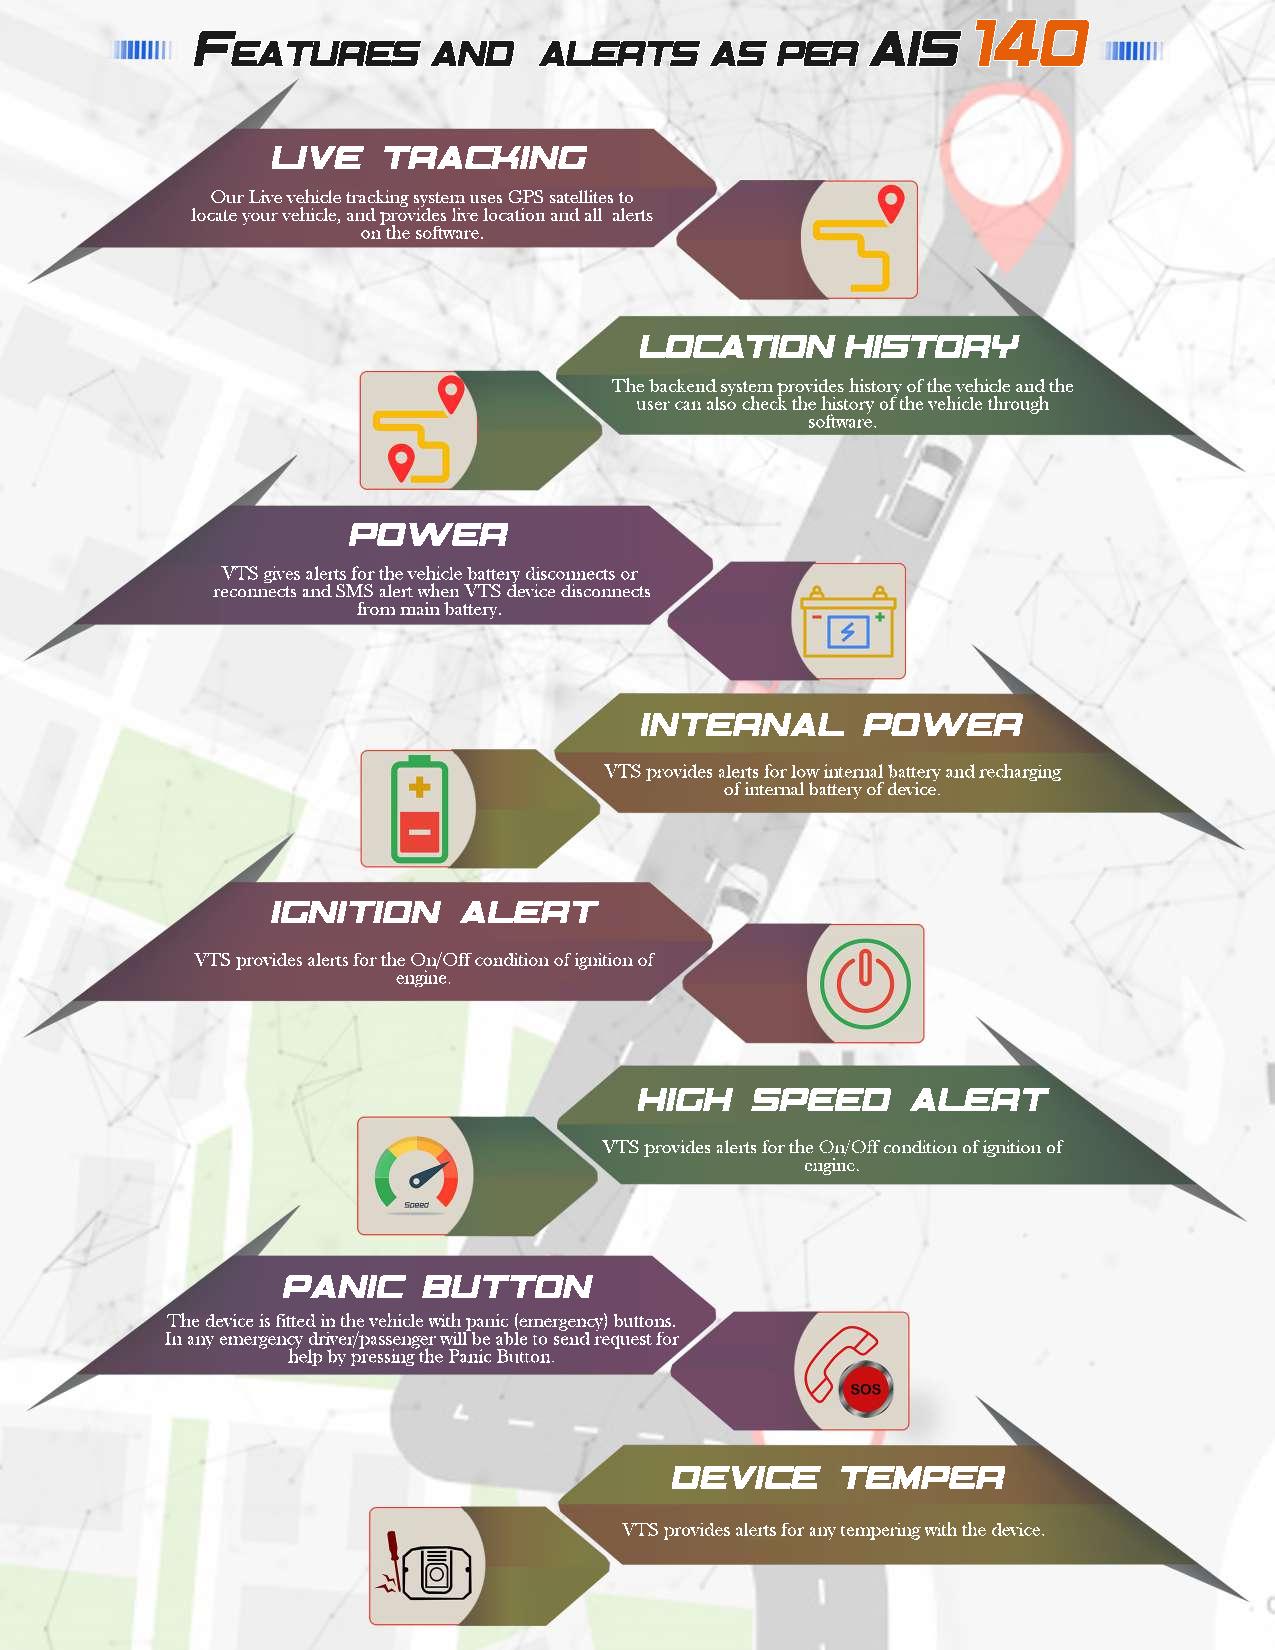 FEATURES AND ALERTS AS PER AIS 140
LIVE TRACKING
Our Live vehicle tracking system uses GPS satellites to
locate your vehicle, and provides live location and all alerts
on the software.
LOCATION HISTORY
The backend system provides history of the vehicle and the
user can also check the history of the vehicle through
software.
POWER
VTS gives alerts for the vehicle battery disconnects or
reconnects and SMS alert when VTS device disconnects
from main battery.
INTERNAL POWER
VTS provides alerts for low internal battery and recharging
of internal battery of device.
IGNITION ALERT
VTS provides alerts for the On/Off condition of ignition of
engine.
HIGH SPEED ALERT
VTS provides alerts for the On/Off condition of ignition of
engine.
Speed
PANIC BUTTON
The device is fitted in the vehicle with panic (emergency) buttons.
In any emergency driver/passenger will be able to send request for
help by pressing the Panic Button.
SOS
DEVICE TEMPER
VTS provides alerts for any tempering with the device.